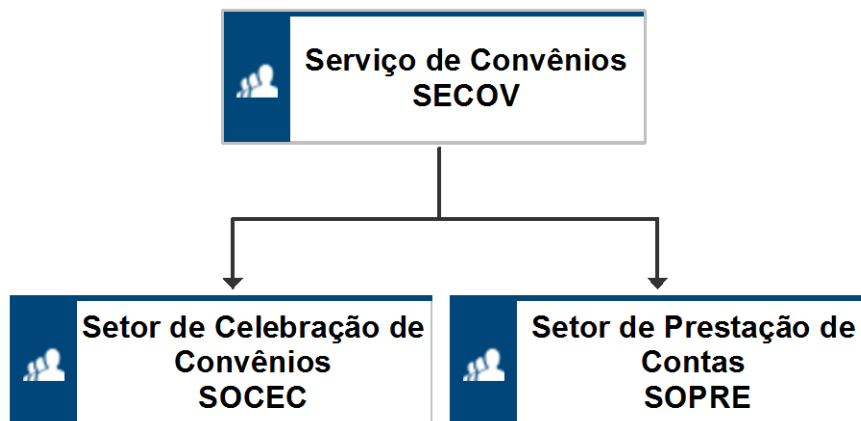 Serviço de Convênios
SECOV
Setor de Celebração de
Convênios
SOCEC
Setor de Prestação de
Contas
SOPRE